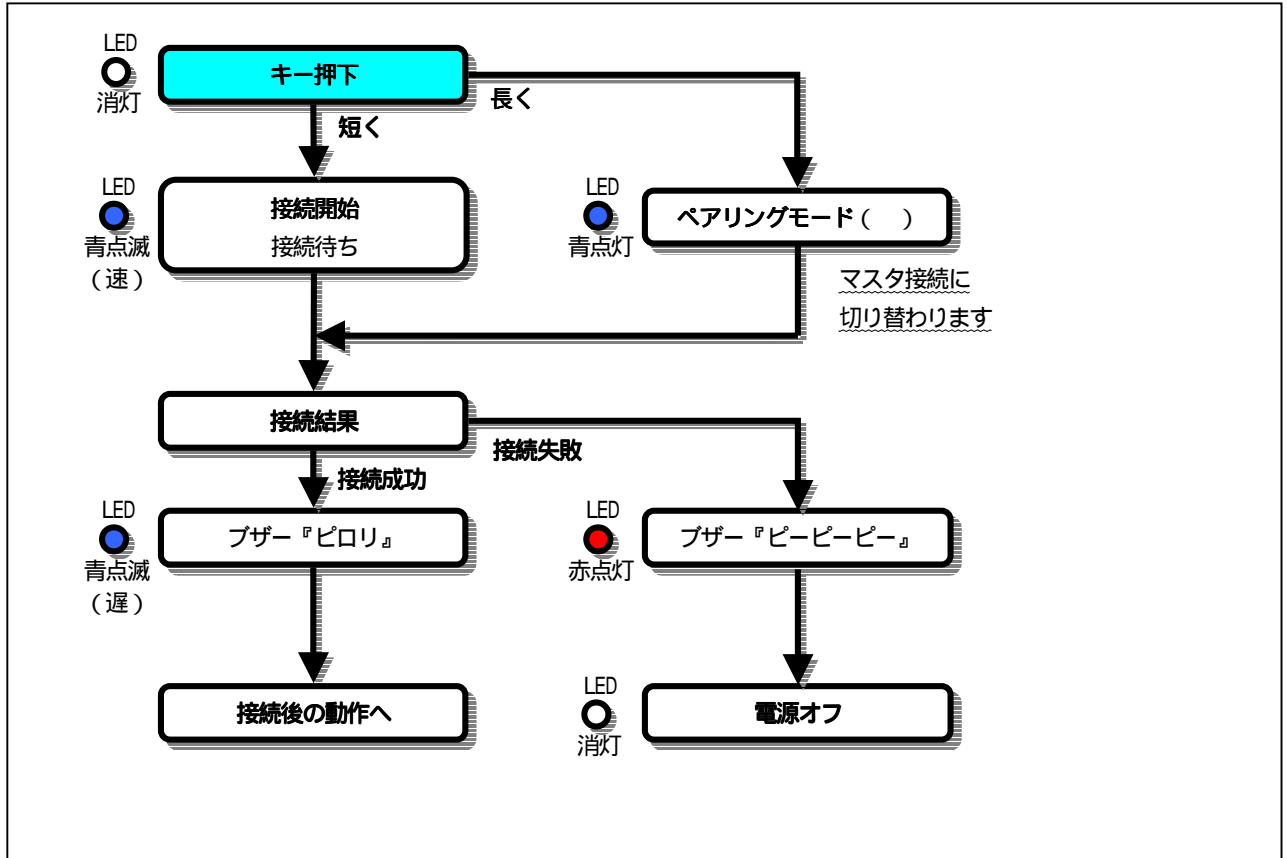 LED
消灯
キー押下
長く
短く
LED
青点滅
（速）
接続開始
接続待ち
LED
青点灯
ペアリングモード（　）
マスタ接続に
切り替わります
接続結果
接続失敗
接続成功
LED
青点滅
（遅）
ブザー『ピロリ』
LED
赤点灯
ブザー『ピーピーピー』
接続後の動作へ
LED
消灯
電源オフ